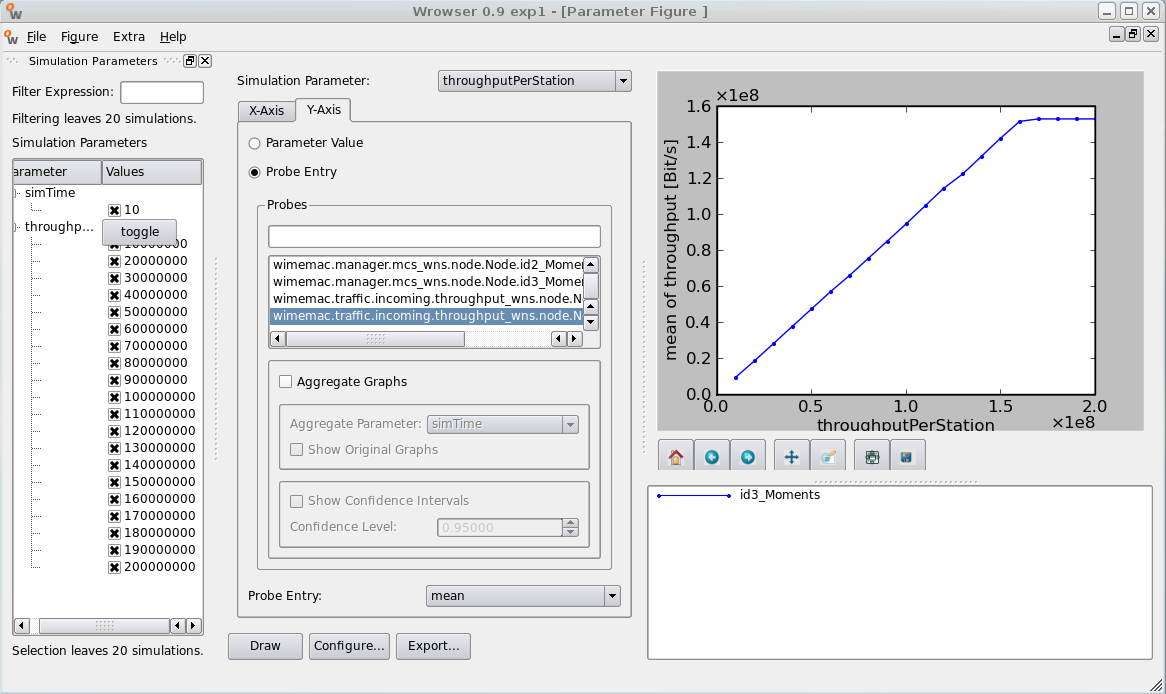 Wrowser 0.9 exp1 - [Parameter Figure ]
File Figure Extra Help
Simulation Parameters
Filter Expression:
Filtering leaves 20 simulations.
Simulation Parameters
arameter Values
simTime
10
throughp...
toggle
10000000
20000000
30000000
40000000
50000000
60000000
70000000
80000000
90000000
100000000
110000000
120000000
130000000
140000000
150000000
160000000
170000000
180000000
190000000
200000000
Selection leaves 20 simulations.
Simulation Parameter: throughputPerStation
X-Axis Y-Axis
Parameter Value
Probe Entry
Probes
wimemac.manager.mcs_wns.node.Node.id2_Momen
wimemac.manager.mcs_wns.node.Node.id3_Momen
wimemac.traffic.incoming.throughput_wns.node.N
wimemac.traffic.incoming.throughput_wns.node.N
Aggregate Graphs
Aggregate Parameter: simTime
Show Original Graphs
Show Confidence Intervals
Confidence Level: 0.95000
Probe Entry: mean
Draw Configure... Export...
×1e8
1.6
1.4
1.2
1.0
0.8
0.6
0.4
0.2
0.0
mean of throughput [Bit/s]
0.0 0.5 1.0 1.5 2.0
throughputPerStation ×1e8
id3_Moments